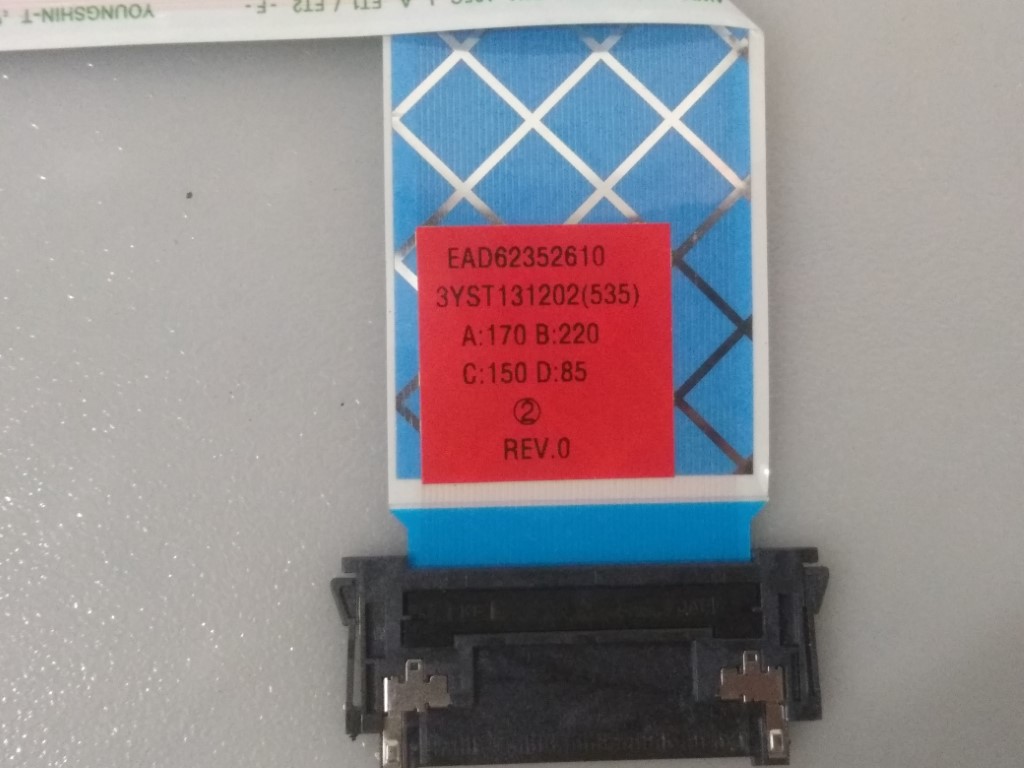 YOUNGSHIN-T
EAD62352610
3YST131202(535)
A:170 B:220
C:150 D:85
②
REV.0